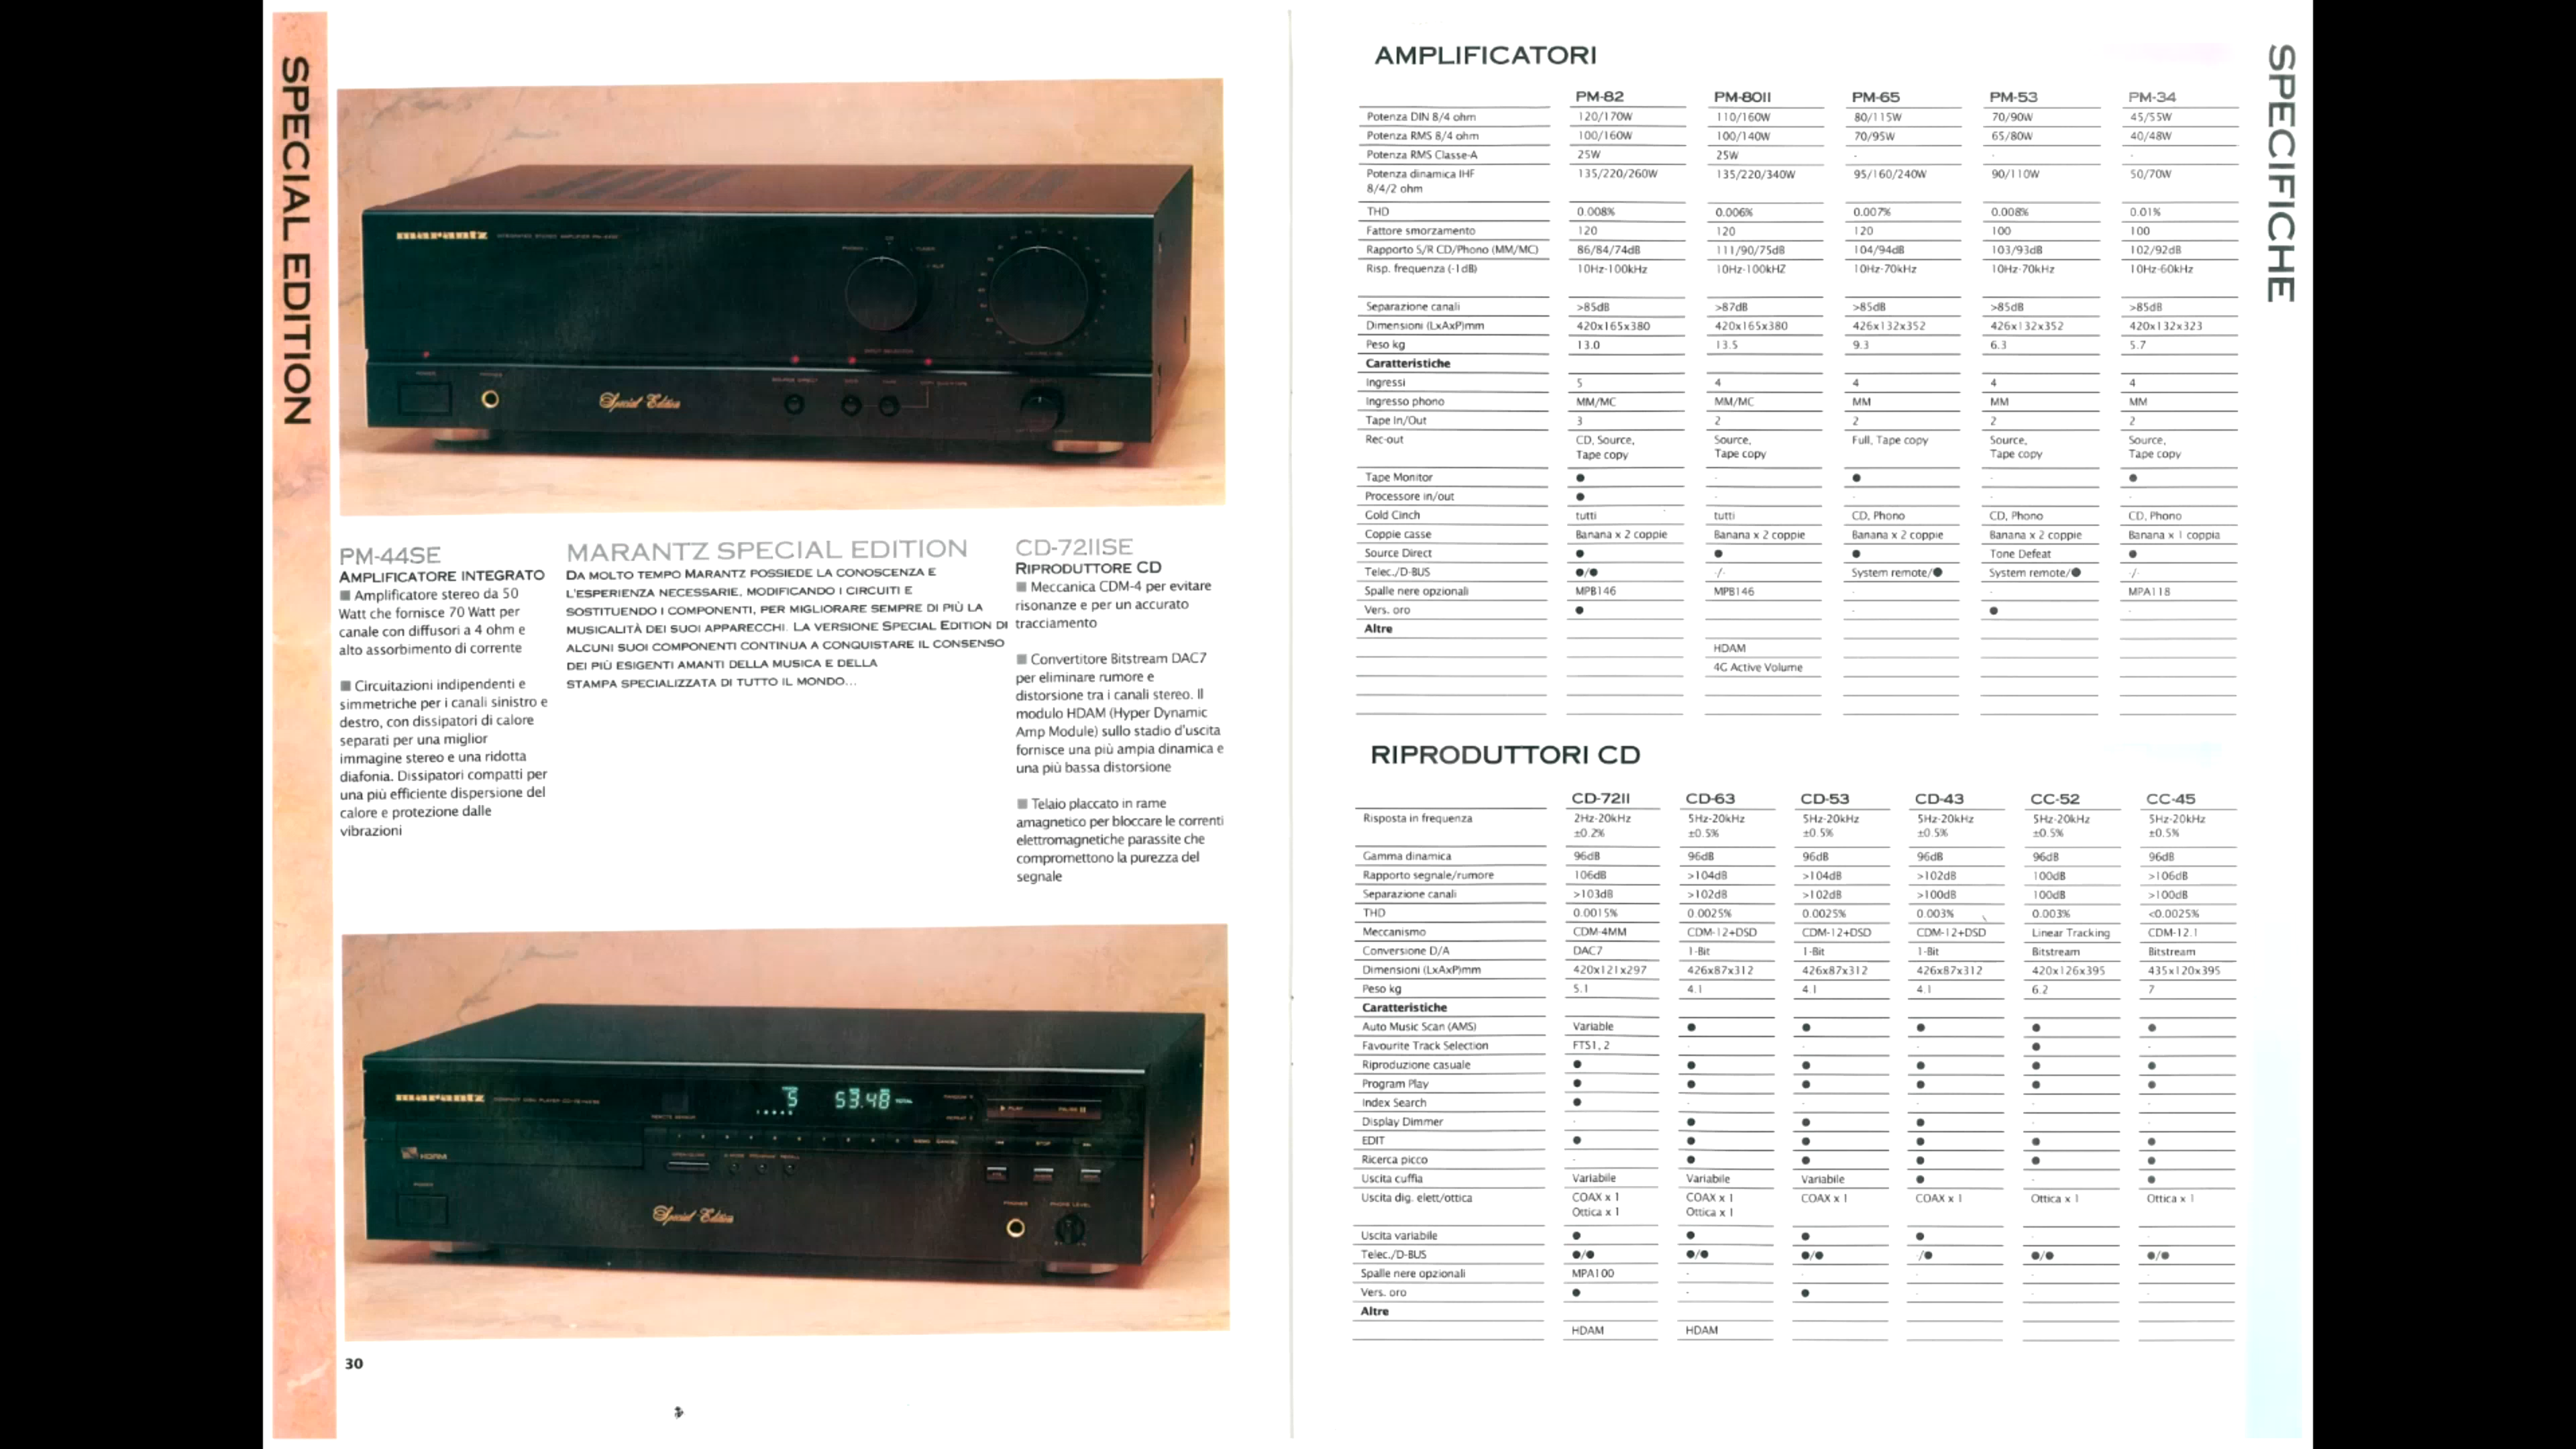 SPECIAL EDITION
marantz
Special Edition
PM-44SE
AMPLIFICATORE INTEGRATO
■ Amplificatore stereo da 50
Watt che fornisce 70 Watt per
canale con diffusori a 4 ohm e
alto assorbimento di corrente
■ Circuitazioni indipendenti e
simmetriche per i canali sinistro e
destro, con dissipatori di calore
separati per una miglior
immagine stereo e una ridotta
diafonia. Dissipatori compatti per
una più efficiente dispersione del
calore e protezione dalle
vibrazioni
MARANTZ SPECIAL EDITION
DA MOLTO TEMPO MARANTZ POSSIEDE LA CONOSCENZA E
L'ESPERIENZA NECESSARIE, MODIFICANDO I CIRCUITI E
SOSTITUENDO I COMPONENTI, PER MIGLIORARE SEMPRE DI PIÙ LA
MUSICALITÀ DEI SUOI APPARECCHI. LA VERSIONE SPECIAL EDITION DI
ALCUNI SUOI COMPONENTI CONTINUA A CONQUISTARE IL CONSENSO
DEI PIÙ ESIGENTI AMANTI DELLA MUSICA E DELLA
STAMPA SPECIALIZZATA DI TUTTO IL MONDO...
CD-72IISE
RIPRODUTTORE CD
■ Meccanica CDM-4 per evitare
risonanze e per un accurato
tracciamento
■ Convertitore Bitstream DAC7
per eliminare rumore e
distorsione tra i canali stereo. Il
modulo HDAM (Hyper Dynamic
Amp Module) sullo stadio d'uscita
fornisce una più ampia dinamica e
una più bassa distorsione
■ Telaio placcato in rame
amagnetico per bloccare le correnti
elettromagnetiche parassite che
compromettono la purezza del
segnale
marantz
5 53.48 TOTAL
PLAY PAUSE
STOP
HDAM
Special Edition
30
AMPLIFICATORI
PM-82 PM-80II PM-65 PM-53 PM-34
Potenza DIN 8/4 ohm 120/170W 110/160W 80/115W 70/90W 45/55W
Potenza RMS 8/4 ohm 100/160W 100/140W 70/95W 65/80W 40/48W
Potenza RMS Classe-A 25W 25W - - -
Potenza dinamica IHF 135/220/260W 135/220/340W 95/160/240W 90/110W 50/70W
8/4/2 ohm
THD 0.008% 0.006% 0.007% 0.008% 0.01%
Fattore smorzamento 120 120 120 100 100
Rapporto S/R CD/Phono (MM/MC) 86/84/74dB 111/90/75dB 104/94dB 103/93dB 102/92dB
Risp. frequenza (-1dB) 10Hz-100kHz 10Hz-100kHZ 10Hz-70kHz 10Hz-70kHz 10Hz-60kHz
Separazione canali >85dB >87dB >85dB >85dB >85dB
Dimensioni (LxAxP)mm 420x165x380 420x165x380 426x132x352 426x132x352 420x132x323
Peso kg 13.0 13.5 9.3 6.3 5.7
Caratteristiche
Ingressi 5 4 4 4 4
Ingresso phono MM/MC MM/MC MM MM MM
Tape In/Out 3 2 2 2 2
Rec-out CD, Source, Source, Full, Tape copy Source, Source,
Tape copy Tape copy Tape copy Tape copy
Tape Monitor ● - ● - ●
Processore in/out ● - - - -
Gold Cinch tutti tutti CD, Phono CD, Phono CD, Phono
Coppie casse Banana x 2 coppie Banana x 2 coppie Banana x 2 coppie Banana x 2 coppie Banana x 1 coppia
Source Direct ● ● ● Tone Defeat ●
Telec./D-BUS ●/● -/- System remote/● System remote/● -/-
Spalle nere opzionali MPB146 MPB146 - - MPA118
Vers. oro ● - - ● -
Altre
HDAM
4G Active Volume
RIPRODUTTORI CD
CD-72II CD-63 CD-53 CD-43 CC-52 CC-45
Risposta in frequenza 2Hz-20kHz 5Hz-20kHz 5Hz-20kHz 5Hz-20kHz 5Hz-20kHz 5Hz-20kHz
±0.2% ±0.5% ±0.5% ±0.5% ±0.5% ±0.5%
Gamma dinamica 96dB 96dB 96dB 96dB 96dB 96dB
Rapporto segnale/rumore 106dB >104dB >104dB >102dB 100dB >106dB
Separazione canali >103dB >102dB >102dB >100dB 100dB >100dB
THD 0.0015% 0.0025% 0.0025% 0.003% 0.003% <0.0025%
Meccanismo CDM-4MM CDM-12+DSD CDM-12+DSD CDM-12+DSD Linear Tracking CDM-12.1
Conversione D/A DAC7 1-Bit 1-Bit 1-Bit Bitstream Bitstream
Dimensioni (LxAxP)mm 420x121x297 426x87x312 426x87x312 426x87x312 420x126x395 435x120x395
Peso kg 5.1 4.1 4.1 4.1 6.2 7
Caratteristiche
Auto Music Scan (AMS) Variable ● ● ● ● ●
Favourite Track Selection FTS1, 2 - - - ● -
Riproduzione casuale ● ● ● ● ● ●
Program Play ● ● ● ● ● ●
Index Search ● - - - - -
Display Dimmer - ● ● ● - -
EDIT ● ● ● ● ● ●
Ricerca picco - ● ● ● ● ●
Uscita cuffia Variabile Variabile Variabile ● - ●
Uscita dig. elett/ottica COAX x 1 COAX x 1 COAX x 1 COAX x 1 Ottica x 1 Ottica x 1
Ottica x 1 Ottica x 1
Uscita variabile ● ● ● ● - -
Telec./D-BUS ●/● ●/● ●/● -/● ●/● ●/●
Spalle nere opzionali MPA100 - - - - -
Vers. oro ● - ● - - -
Altre
HDAM HDAM
SPECIFICHE